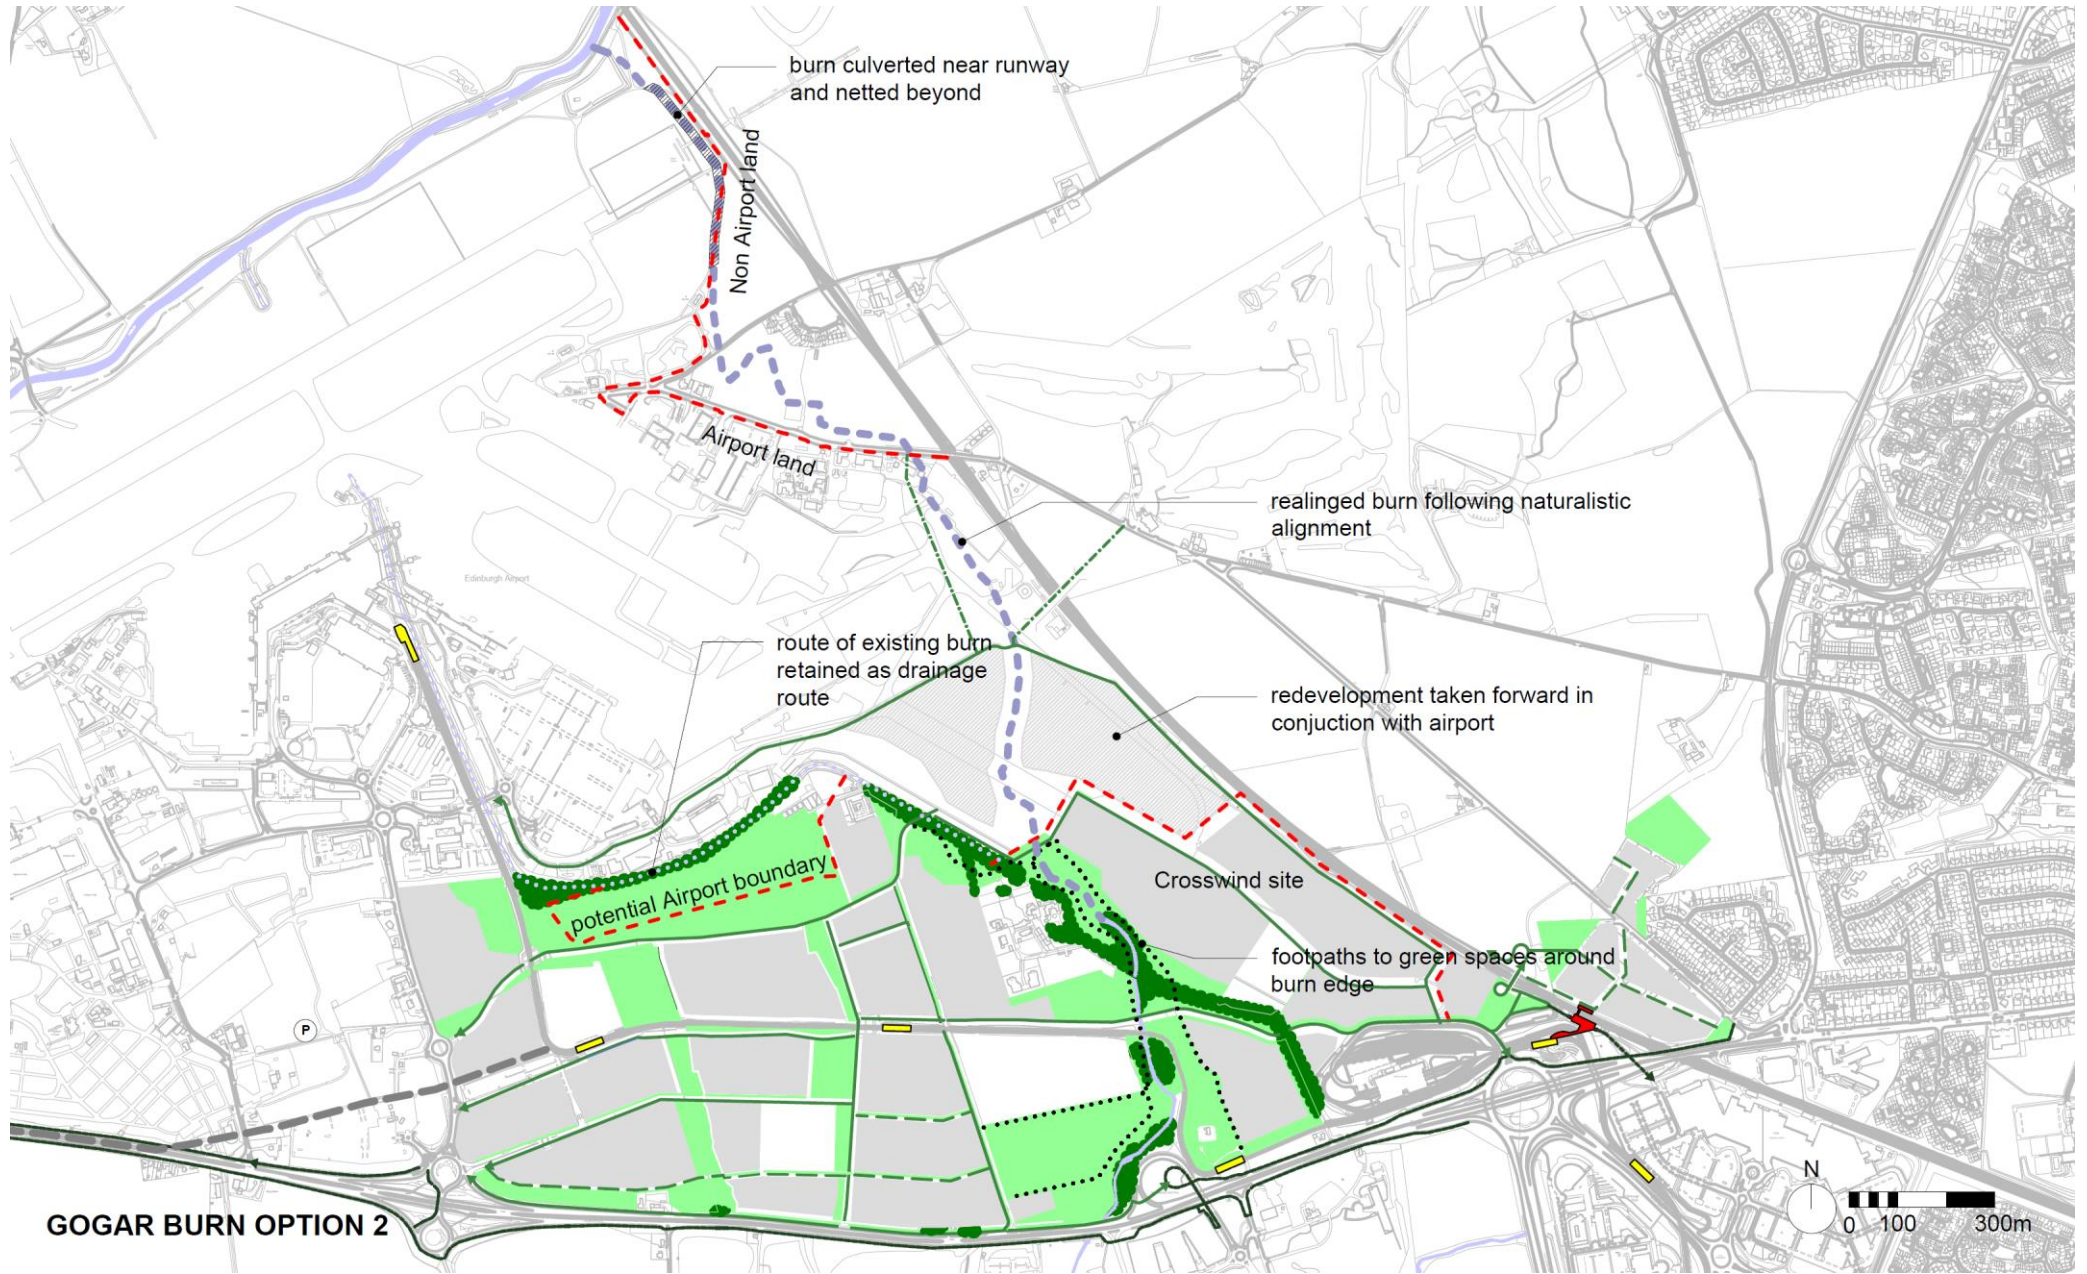 burn culverted near runway
and netted beyond
Non Airport land
Airport land
realinged burn following naturalistic
alignment
Edinburgh Airport
route of existing burn
retained as drainage
route
redevelopment taken forward in
conjuction with airport
potential Airport boundary
Crosswind site
footpaths to green spaces around
burn edge
P
N
0 100 300m
GOGAR BURN OPTION 2